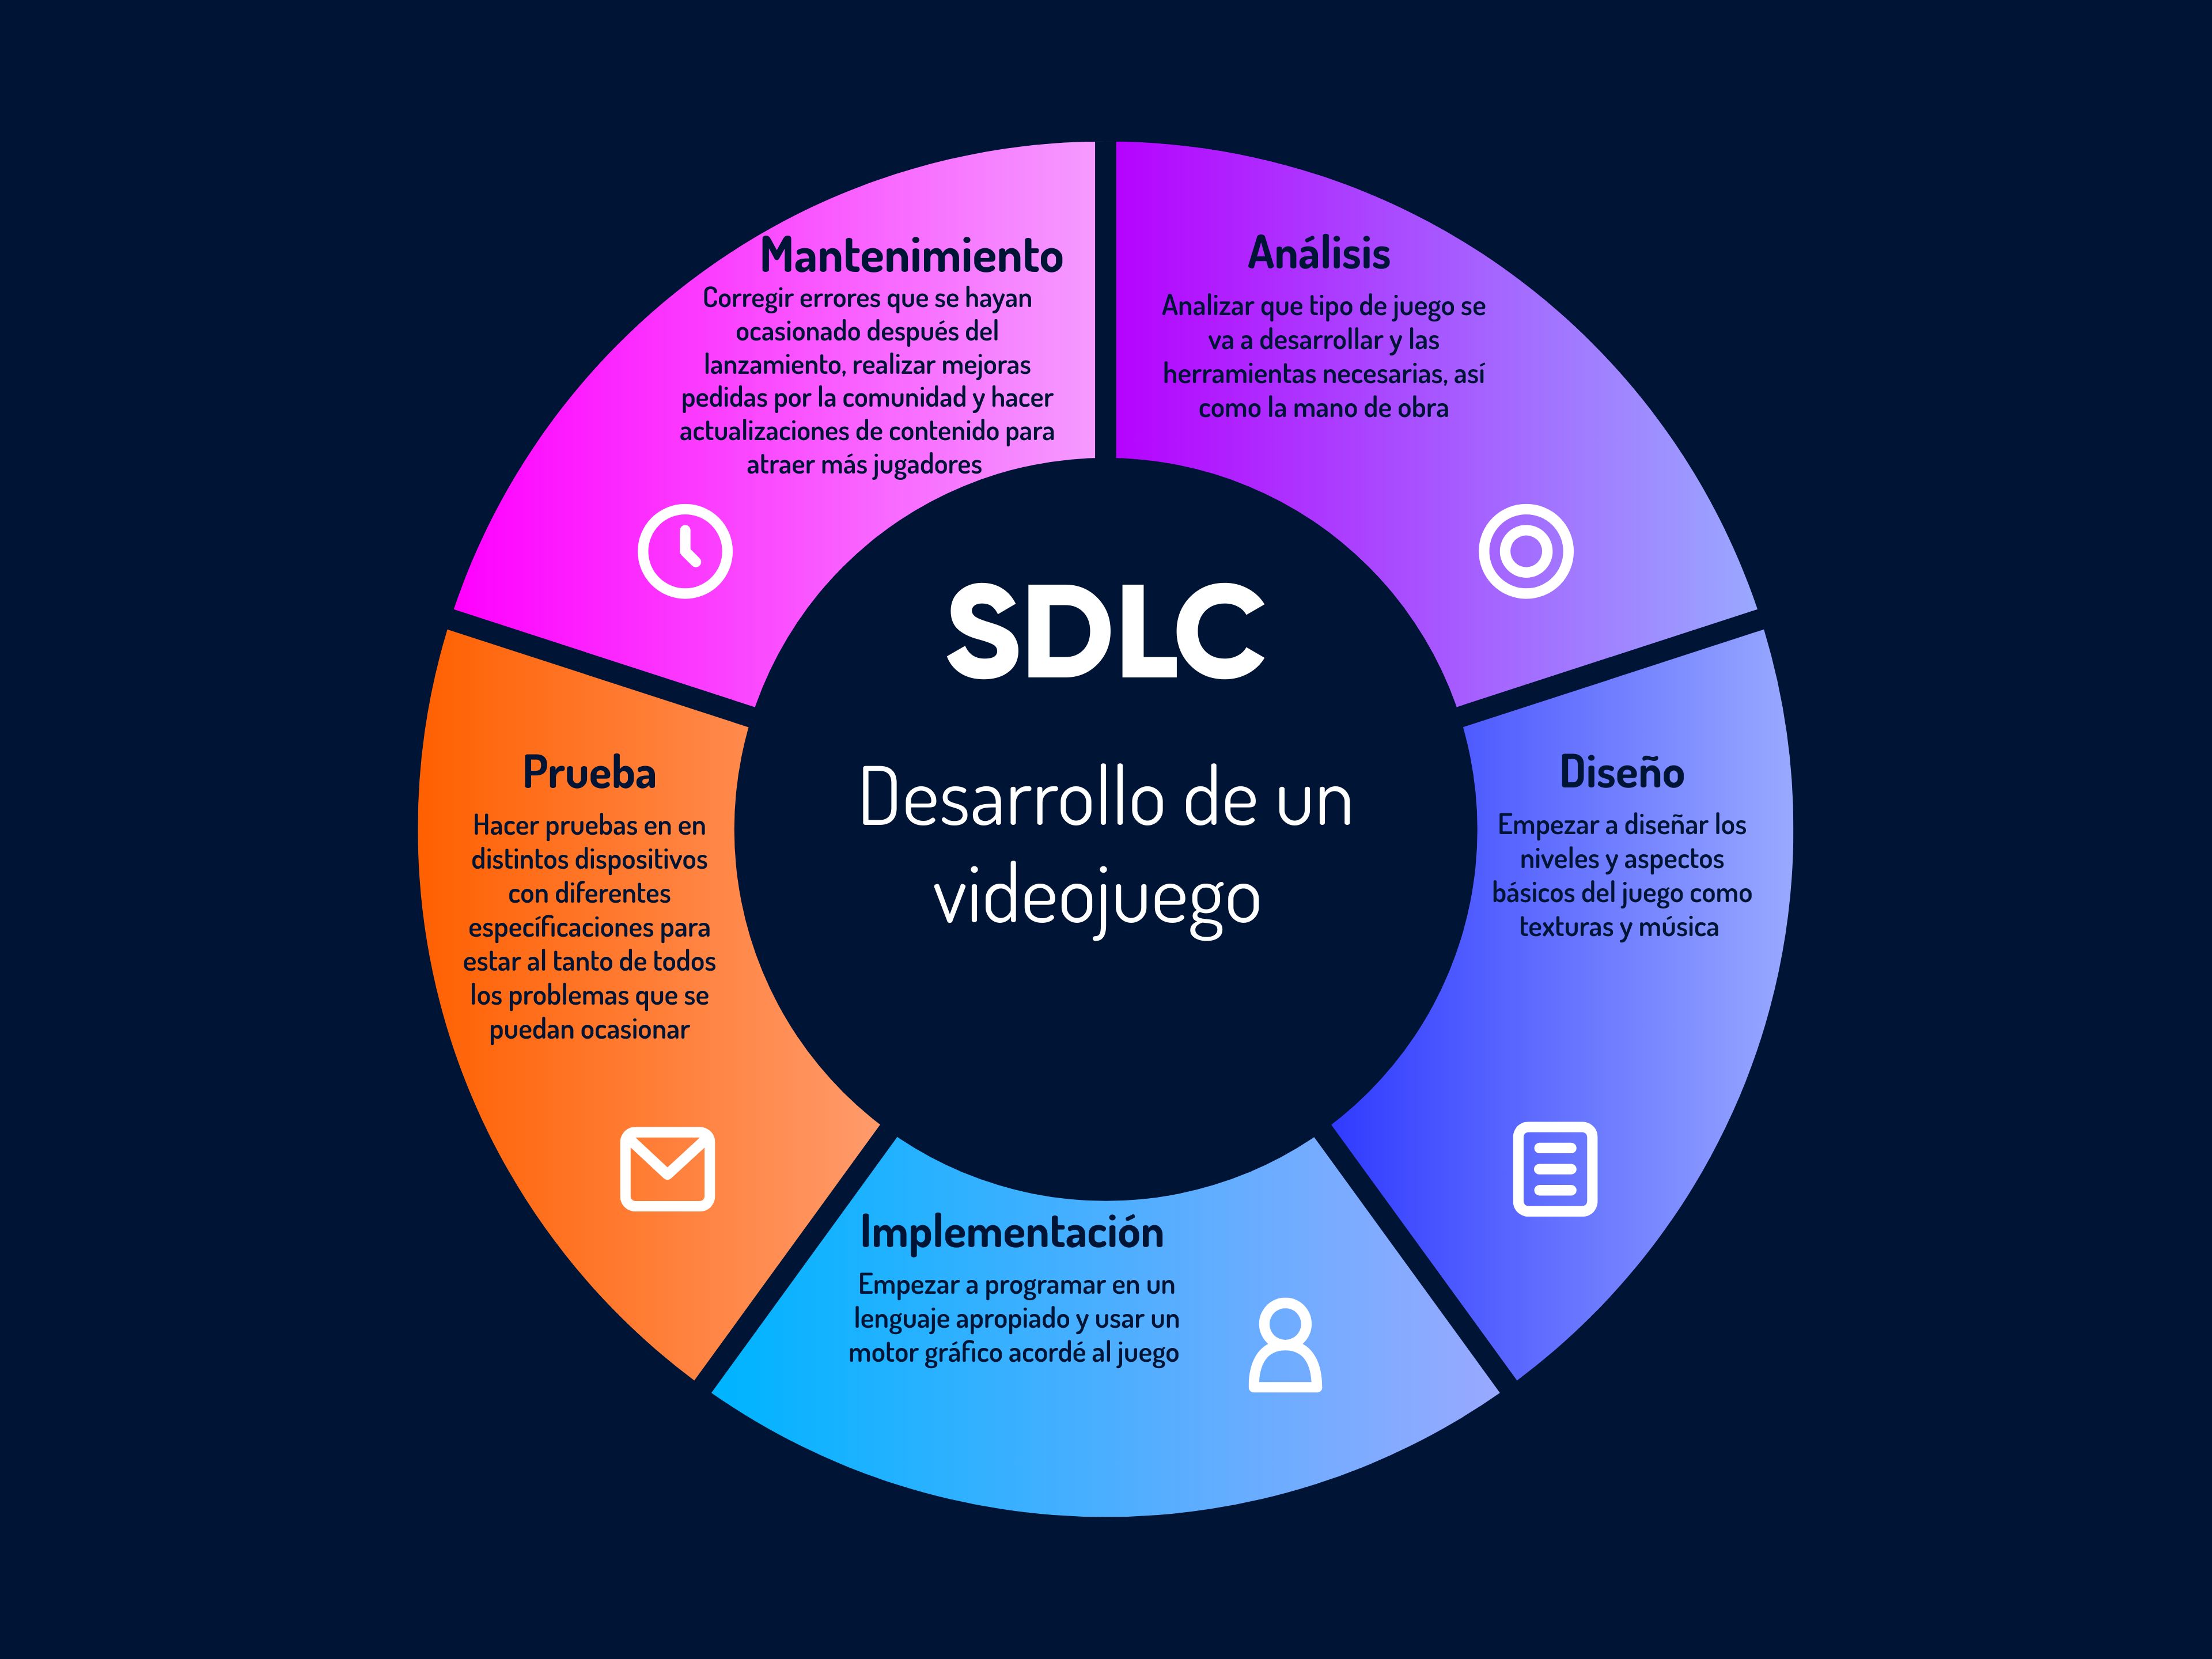 SDLC
Desarrollo de un
videojuego
Análisis
Analizar que tipo de juego se
va a desarrollar y las
herramientas necesarias, así
como la mano de obra
Diseño
Empezar a diseñar los
niveles y aspectos
básicos del juego como
texturas y música
Implementación
Empezar a programar en un
lenguaje apropiado y usar un
motor gráfico acordé al juego
Prueba
Hacer pruebas en en
distintos dispositivos
con diferentes
específicaciones para
estar al tanto de todos
los problemas que se
puedan ocasionar
Mantenimiento
Corregir errores que se hayan
ocasionado después del
lanzamiento, realizar mejoras
pedidas por la comunidad y hacer
actualizaciones de contenido para
atraer más jugadores